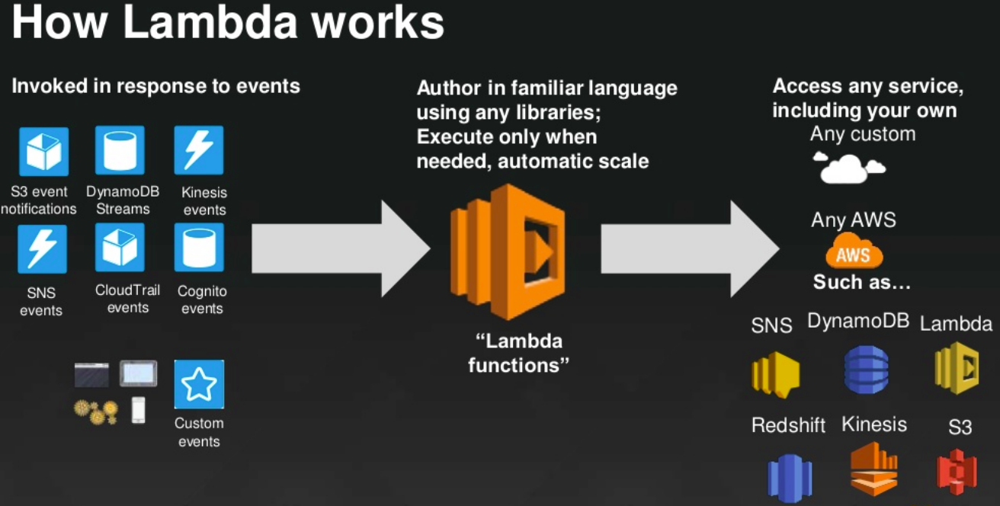 How Lambda works
Invoked in response to events
S3 event
notifications
DynamoDB
Streams
Kinesis
events
SNS
events
CloudTrail
events
Cognito
events
Custom
events
Author in familiar language
using any libraries;
Execute only when
needed, automatic scale
“Lambda
functions”
Access any service,
including your own
Any custom
Any AWS
AWS
Such as...
SNS
DynamoDB
Lambda
Redshift
Kinesis
S3